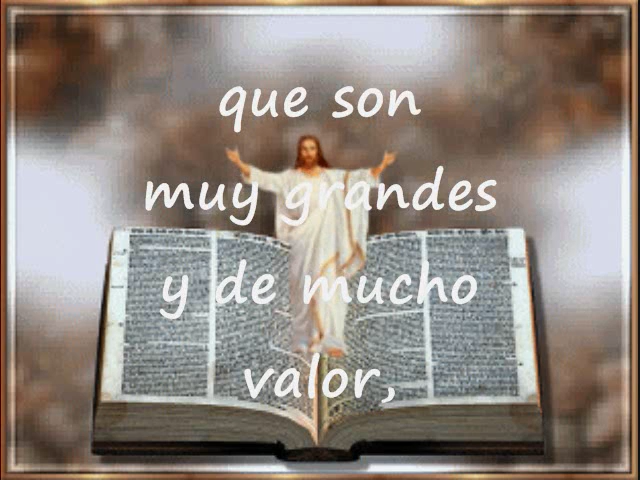 que son
muy grandes
y de mucho
valor,